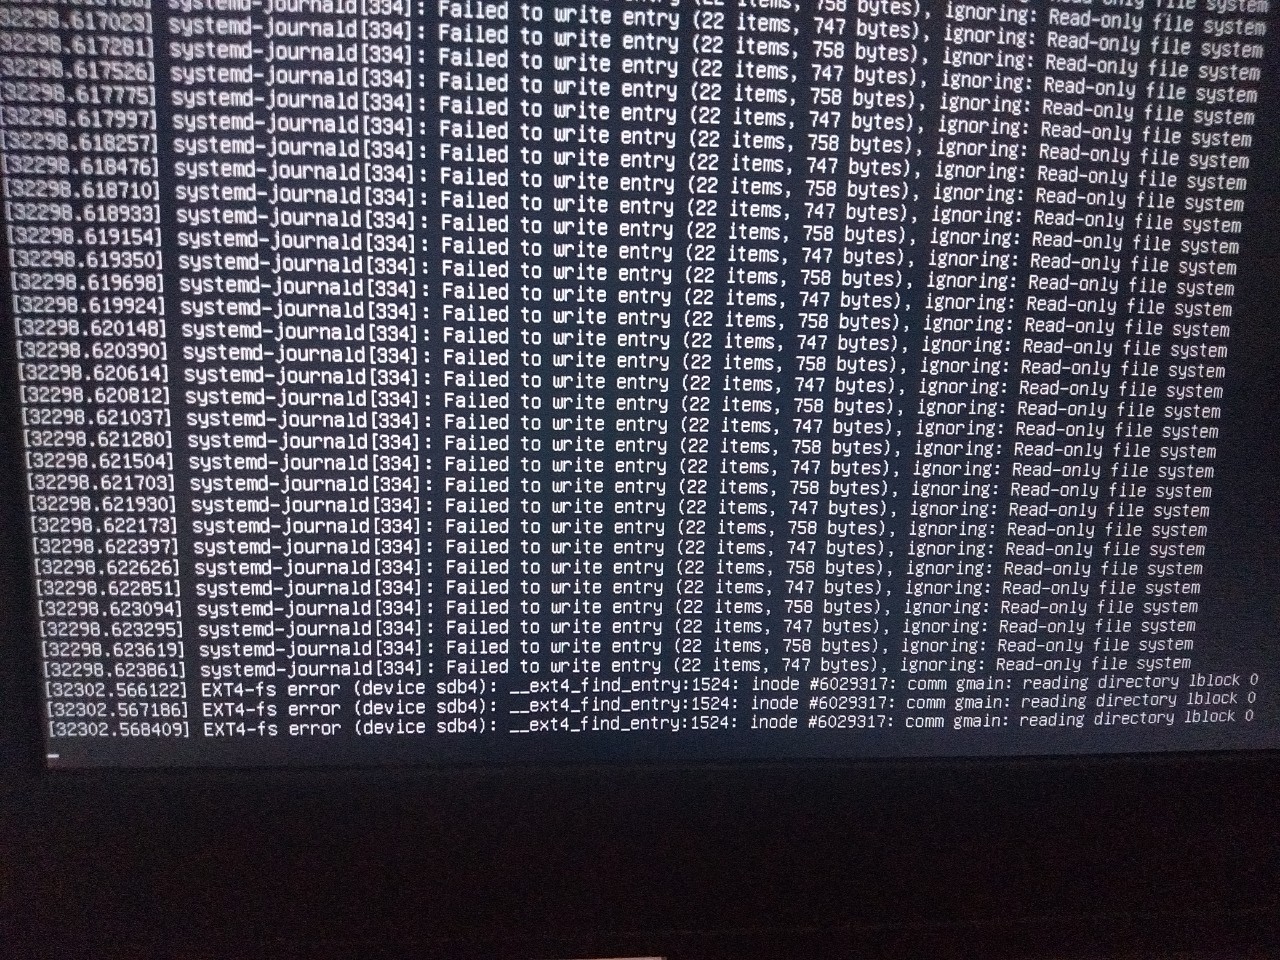 systemd-journald[334]: Failed to write entry (22 items, 758 bytes), ignoring: Read-only file system
32298.617023] systemd-journald[334]: Failed to write entry (22 items, 747 bytes), ignoring: Read-only file system
32298.617281] systemd-journald[334]: Failed to write entry (22 items, 758 bytes), ignoring: Read-only file system
32298.617526] systemd-journald[334]: Failed to write entry (22 items, 747 bytes), ignoring: Read-only file system
32298.617775] systemd-journald[334]: Failed to write entry (22 items, 758 bytes), ignoring: Read-only file system
[32298.617997] systemd-journald[334]: Failed to write entry (22 items, 747 bytes), ignoring: Read-only file system
[32298.618257] systemd-journald[334]: Failed to write entry (22 items, 758 bytes), ignoring: Read-only file system
[32298.618476] systemd-journald[334]: Failed to write entry (22 items, 747 bytes), ignoring: Read-only file system
[32298.618710] systemd-journald[334]: Failed to write entry (22 items, 758 bytes), ignoring: Read-only file system
[32298.618933] systemd-journald[334]: Failed to write entry (22 items, 747 bytes), ignoring: Read-only file system
[32298.619154] systemd-journald[334]: Failed to write entry (22 items, 758 bytes), ignoring: Read-only file system
[32298.619350] systemd-journald[334]: Failed to write entry (22 items, 747 bytes), ignoring: Read-only file system
[32298.619698] systemd-journald[334]: Failed to write entry (22 items, 758 bytes), ignoring: Read-only file system
[32298.619924] systemd-journald[334]: Failed to write entry (22 items, 747 bytes), ignoring: Read-only file system
[32298.620148] systemd-journald[334]: Failed to write entry (22 items, 758 bytes), ignoring: Read-only file system
[32298.620390] systemd-journald[334]: Failed to write entry (22 items, 747 bytes), ignoring: Read-only file system
[32298.620614] systemd-journald[334]: Failed to write entry (22 items, 758 bytes), ignoring: Read-only file system
[32298.620812] systemd-journald[334]: Failed to write entry (22 items, 747 bytes), ignoring: Read-only file system
[32298.621037] systemd-journald[334]: Failed to write entry (22 items, 758 bytes), ignoring: Read-only file system
[32298.621280] systemd-journald[334]: Failed to write entry (22 items, 747 bytes), ignoring: Read-only file system
[32298.621504] systemd-journald[334]: Failed to write entry (22 items, 758 bytes), ignoring: Read-only file system
[32298.621703] systemd-journald[334]: Failed to write entry (22 items, 747 bytes), ignoring: Read-only file system
[32298.621930] systemd-journald[334]: Failed to write entry (22 items, 758 bytes), ignoring: Read-only file system
[32298.622173] systemd-journald[334]: Failed to write entry (22 items, 747 bytes), ignoring: Read-only file system
[32298.622397] systemd-journald[334]: Failed to write entry (22 items, 758 bytes), ignoring: Read-only file system
[32298.622626] systemd-journald[334]: Failed to write entry (22 items, 747 bytes), ignoring: Read-only file system
[32298.622851] systemd-journald[334]: Failed to write entry (22 items, 758 bytes), ignoring: Read-only file system
[32298.623094] systemd-journald[334]: Failed to write entry (22 items, 747 bytes), ignoring: Read-only file system
[32298.623295] systemd-journald[334]: Failed to write entry (22 items, 758 bytes), ignoring: Read-only file system
[32298.623619] systemd-journald[334]: Failed to write entry (22 items, 758 bytes), ignoring: Read-only file system
[32298.623861] systemd-journald[334]: Failed to write entry (22 items, 747 bytes), ignoring: Read-only file system
[32302.566122] EXT4-fs error (device sdb4): __ext4_find_entry:1524: inode #6029317: comm gmain: reading directory lblock 0
[32302.567186] EXT4-fs error (device sdb4): __ext4_find_entry:1524: inode #6029317: comm gmain: reading directory lblock 0
[32302.568409] EXT4-fs error (device sdb4): __ext4_find_entry:1524: inode #6029317: comm gmain: reading directory lblock 0